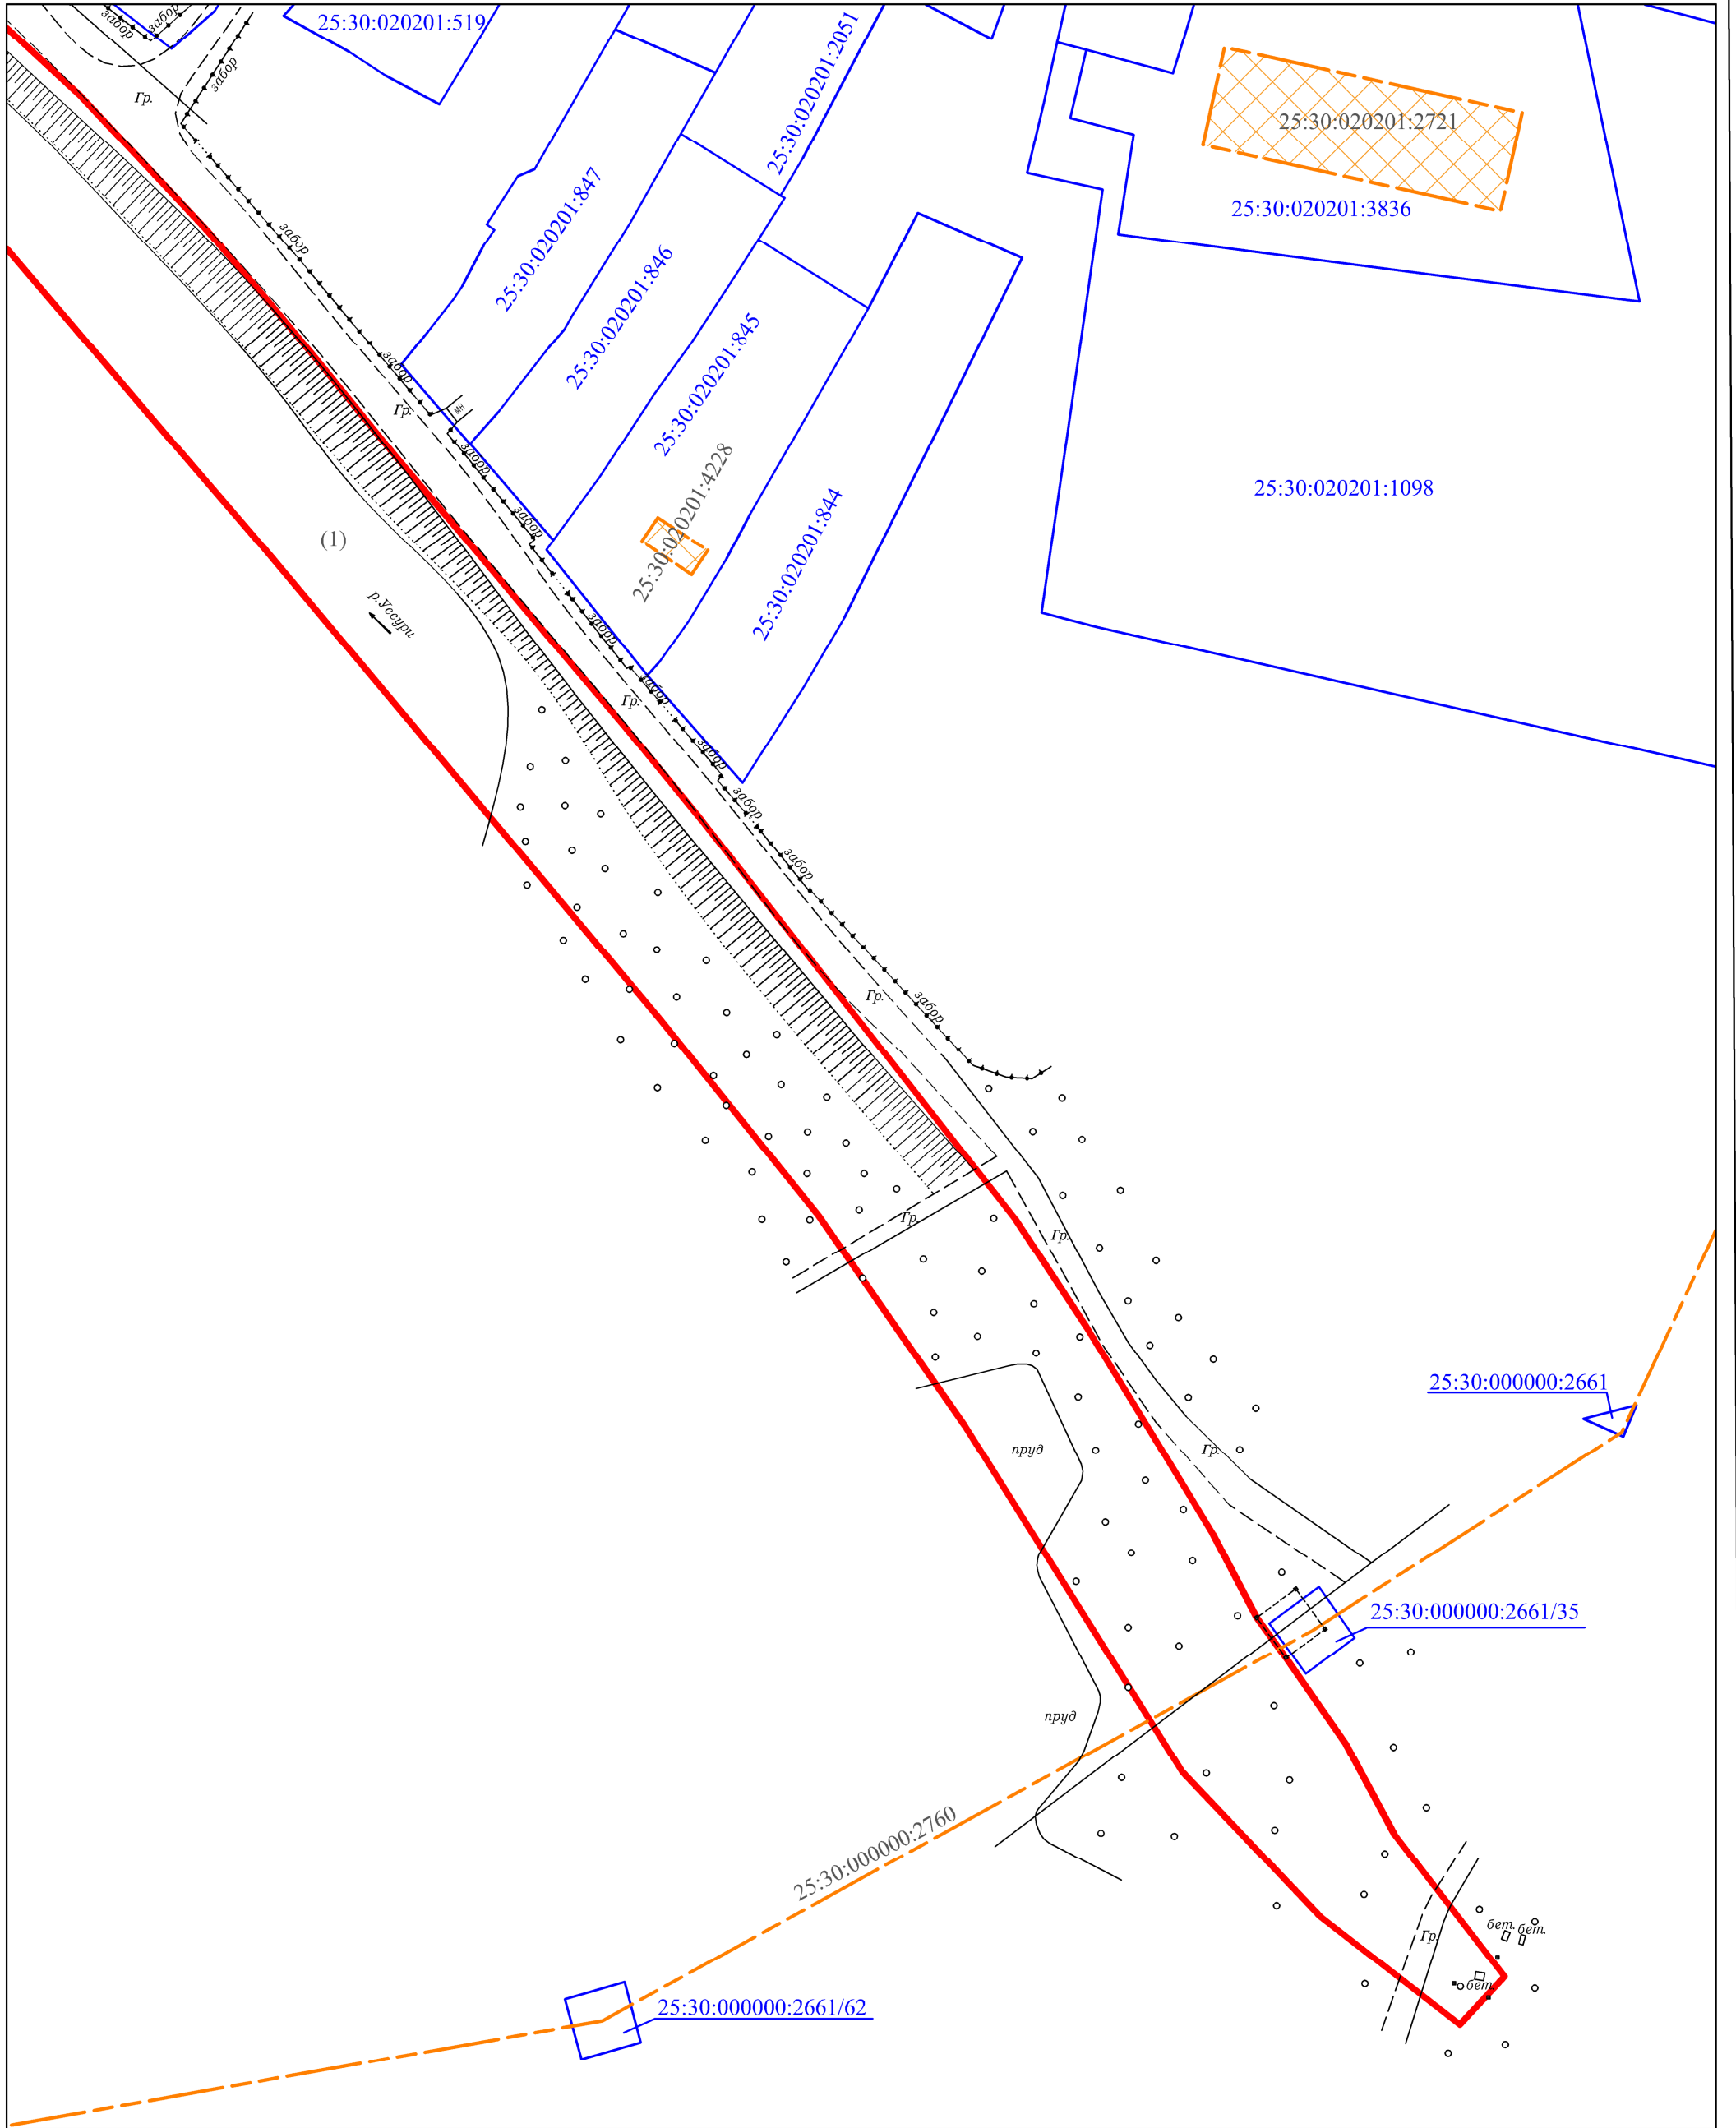 забор
забор
25:30:020201:519
25:30:020201:2051
забор
Гр.
25:30:020201:2721
25:30:020201:3836
забор
25:30:020201:847
25:30:020201:846
25:30:020201:845
забор
Гр.
МН
забор
25:30:020201:4228
25:30:020201:1098
забор
25:30:020201:844
(1)
р.Уссури
забор
забор
Гр.
забор
забор
забор
Гр.
забор
Гр.
Гр.
25:30:000000:2661
пруд
Гр.
25:30:000000:2661/35
пруд
25:30:000000:2760
бет.
бет.
Гр.
бет.
25:30:000000:2661/62